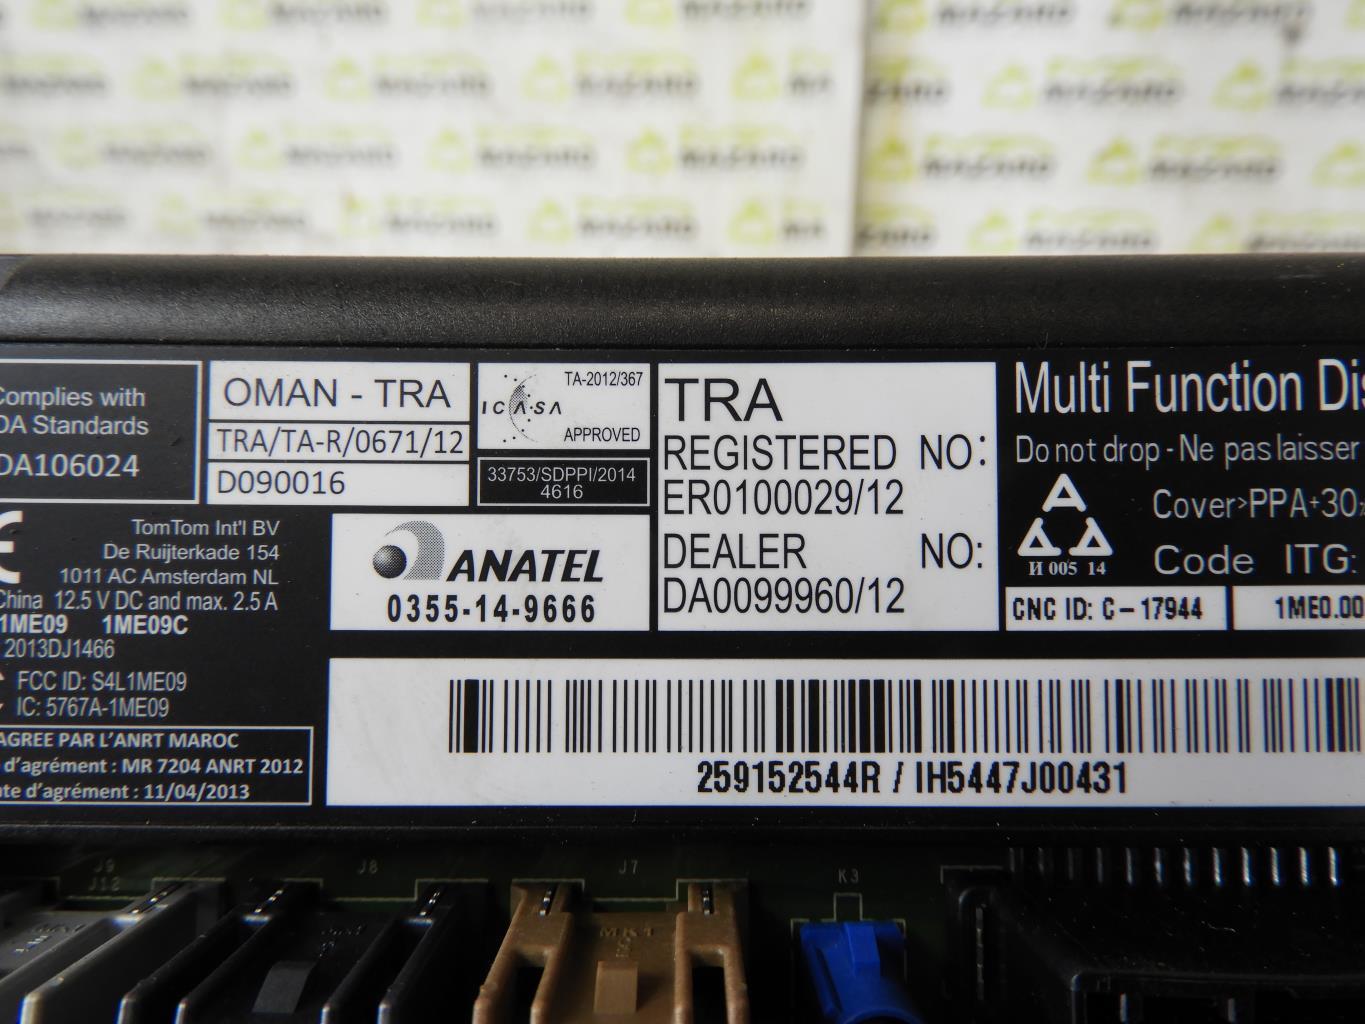 Complies with
DA Standards
DA106024
OMAN - TRA
TRA/TA-R/0671/12
D090016
TA-2012/367
ICASA
APPROVED
33753/SDPPI/2014
4616
TRA
REGISTERED NO:
ER0100029/12
DEALER NO:
DA0099960/12
Multi Function Dis
Do not drop - Ne pas laisser
Cover>PPA+30
И 005 14
Code ITG:
CNC ID: C-17944
1ME0.00
TomTom Int'l BV
De Ruijterkade 154
1011 AC Amsterdam NL
China 12.5 V DC and max. 2.5 A
1ME09 1ME09C
2013DJ1466
FCC ID: S4L1ME09
IC: 5767A-1ME09
AGREE PAR L'ANRT MAROC
d'agrément : MR 7204 ANRT 2012
d'agrément : 11/04/2013
ANATEL
0355-14-9666
259152544R / IH5447J00431
J9
J12
J8
J7
K3
MK1